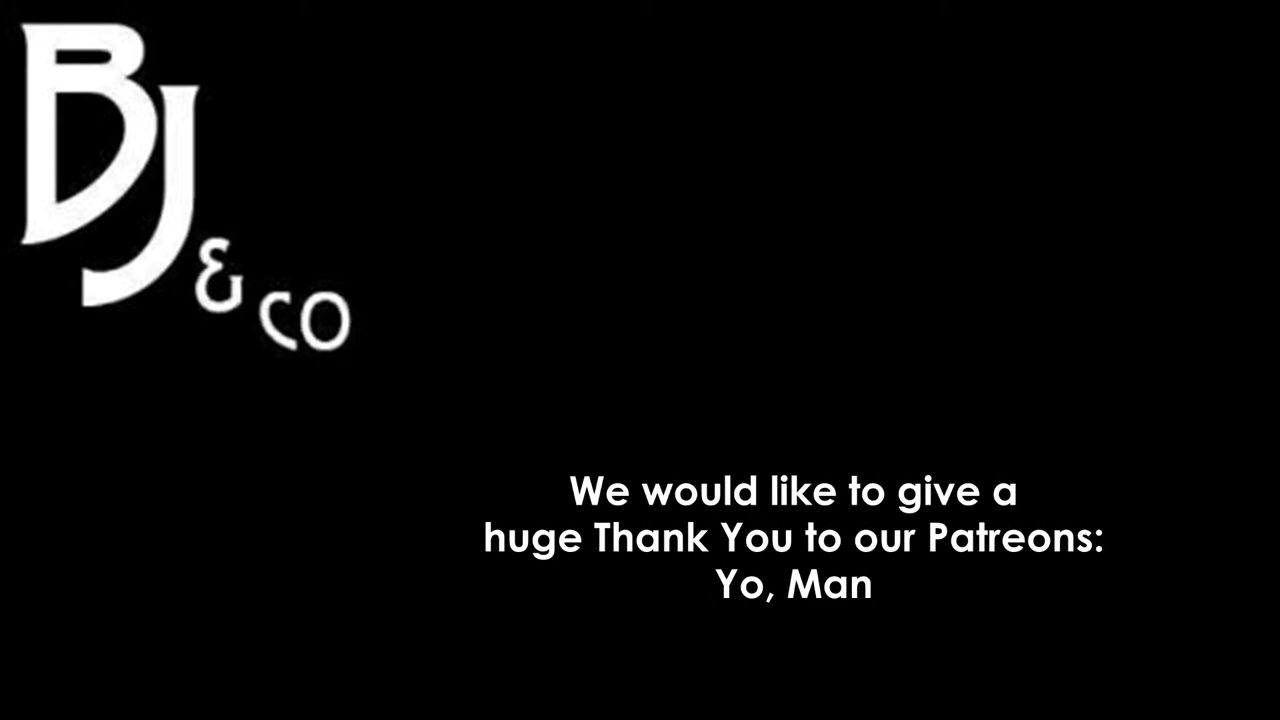 BJ
& CO
We would like to give a
huge Thank You to our Patreons:
Yo, Man